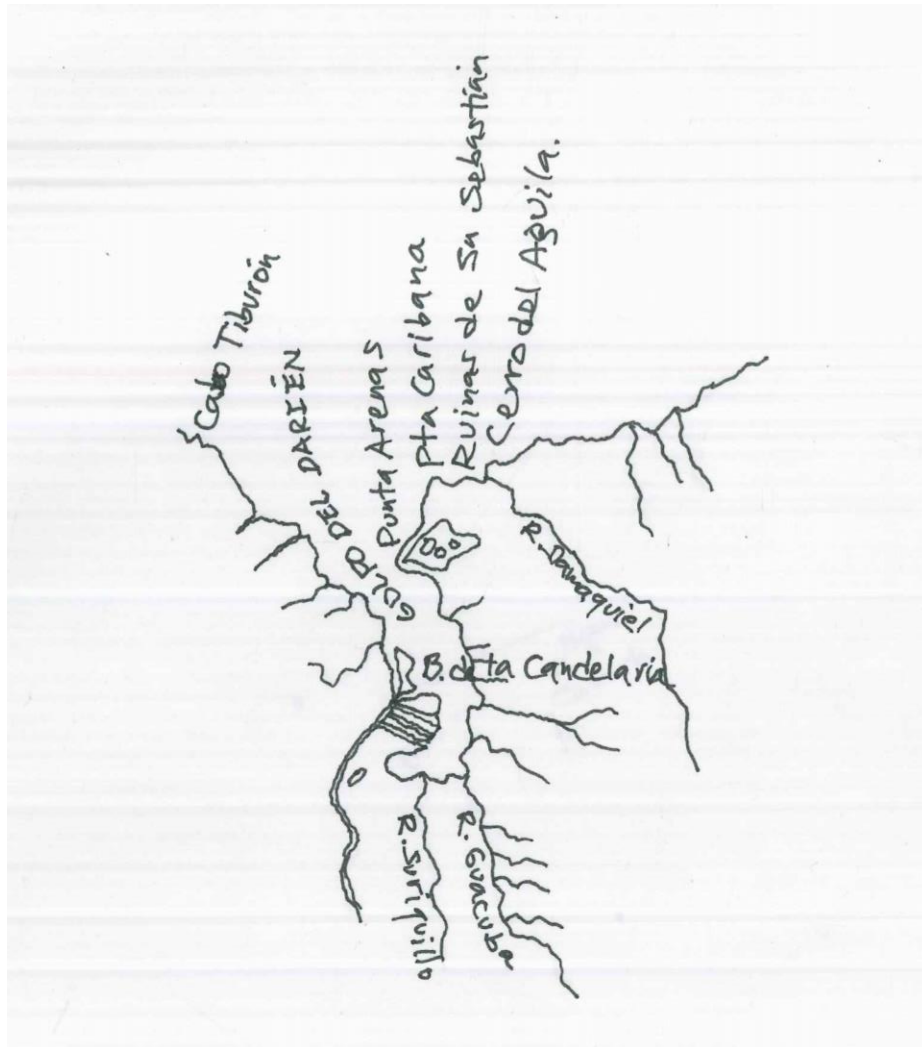 Cabo Tiburón
GOLFO DEL DARIÉN
Punta Arenas
Pta Caribana
Ruinas de Sn Sebastián
Cerro del Aguila.
R. Damaquiel
B. de la Candelaria
R. Suriquillo
R. Guacuba